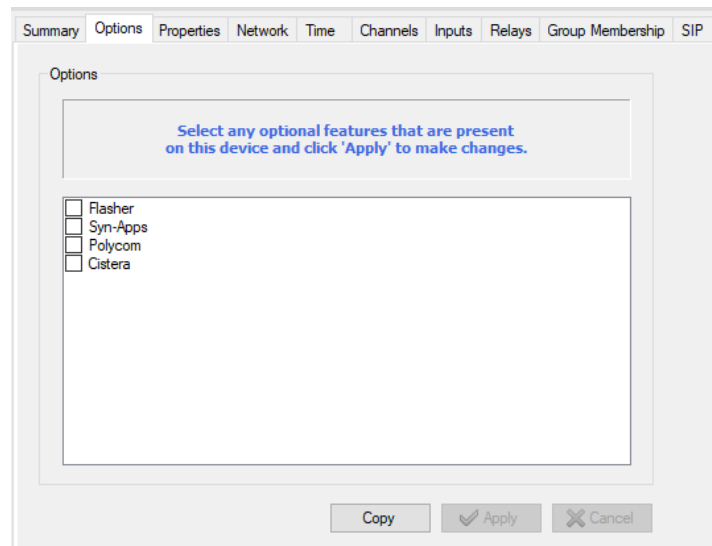 Summary Options Properties Network Time Channels Inputs Relays Group Membership SIP
Options
Select any optional features that are present
on this device and click 'Apply' to make changes.
Flasher
Syn-Apps
Polycom
Cistera
Copy Apply Cancel